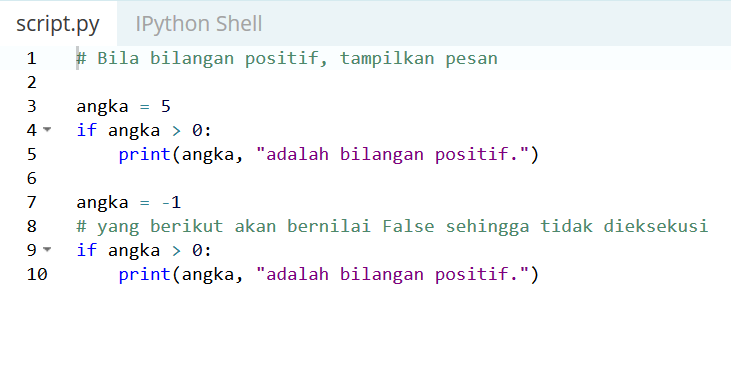 script.py IPython Shell
1 # Bila bilangan positif, tampilkan pesan
2
3 angka = 5
4 if angka > 0:
5     print(angka, "adalah bilangan positif.")
6
7 angka = -1
8 # yang berikut akan bernilai False sehingga tidak dieksekusi
9 if angka > 0:
10     print(angka, "adalah bilangan positif.")